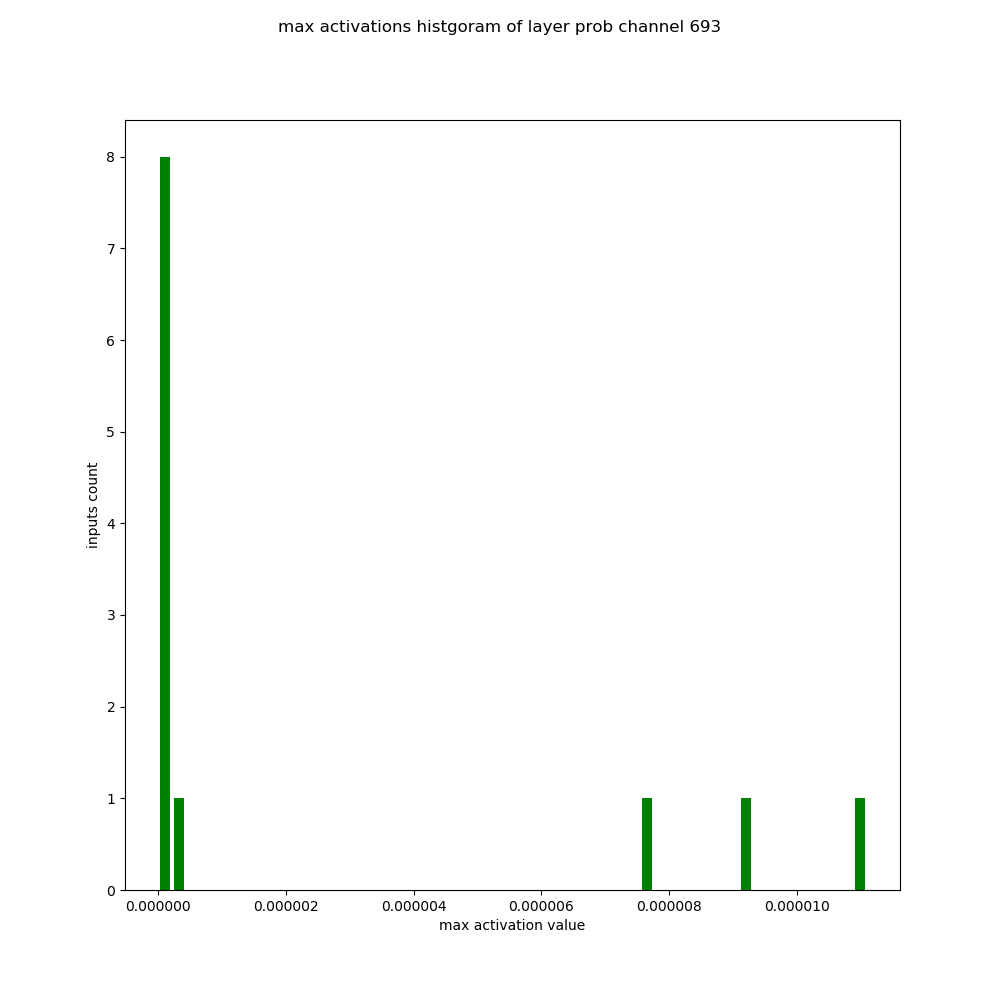 max activations histgoram of layer prob channel 693
8
7
6
5
4
3
2
1
0
inputs count
0.000000 0.000002 0.000004 0.000006 0.000008 0.000010
max activation value